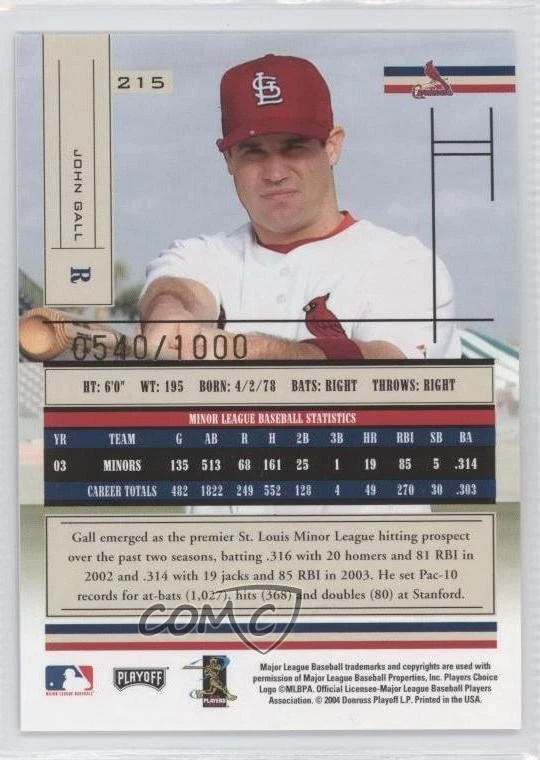 215
JOHN GALL
R
STL
Cardinals
0540/1000
HT: 6'0" WT: 195 BORN: 4/2/78 BATS: RIGHT THROWS: RIGHT
MINOR LEAGUE BASEBALL STATISTICS
YR TEAM G AB R H 2B 3B HR RBI SB BA
03 MINORS 135 513 68 161 25 1 19 85 5 .314
CAREER TOTALS 482 1822 249 552 128 4 49 270 30 .303
Gall emerged as the premier St. Louis Minor League hitting prospect
over the past two seasons, batting .316 with 20 homers and 81 RBI in
2002 and .314 with 19 jacks and 85 RBI in 2003. He set Pac-10
records for at-bats (1,027), hits (368) and doubles (80) at Stanford.
COMC
MAJOR LEAGUE BASEBALL
PLAYOFF
PLAYERS
Major League Baseball trademarks and copyrights are used with
permission of Major League Baseball Properties, Inc. Players Choice
Logo ©MLBPA. Official Licensee-Major League Baseball Players
Association. © 2004 Donruss Playoff L.P. Printed in the USA.